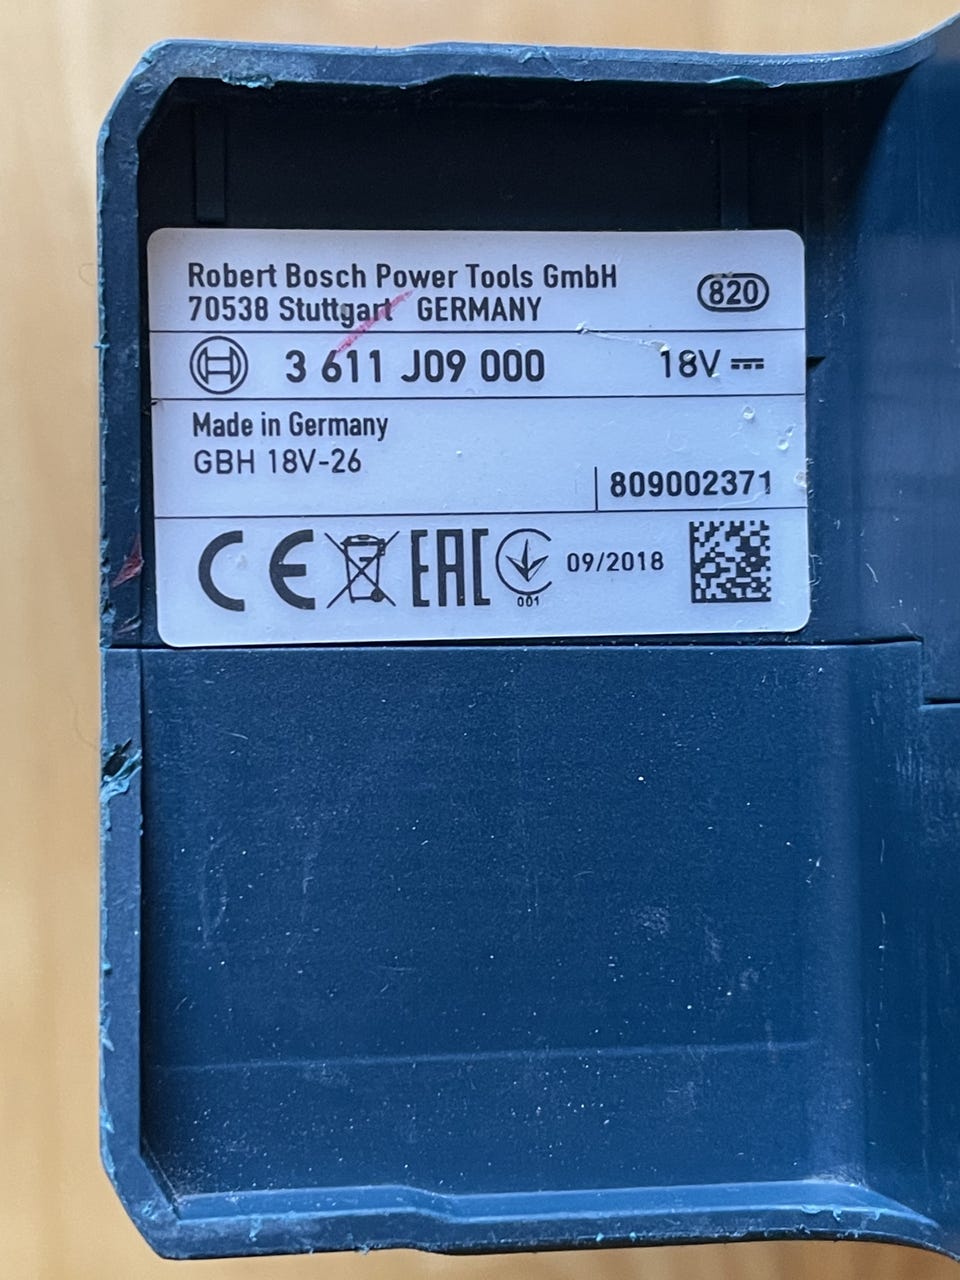 Robert Bosch Power Tools GmbH
70538 Stuttgart GERMANY
820
3 611 J09 000 18V
Made in Germany
GBH 18V-26
809002371
CE EAC 001 09/2018